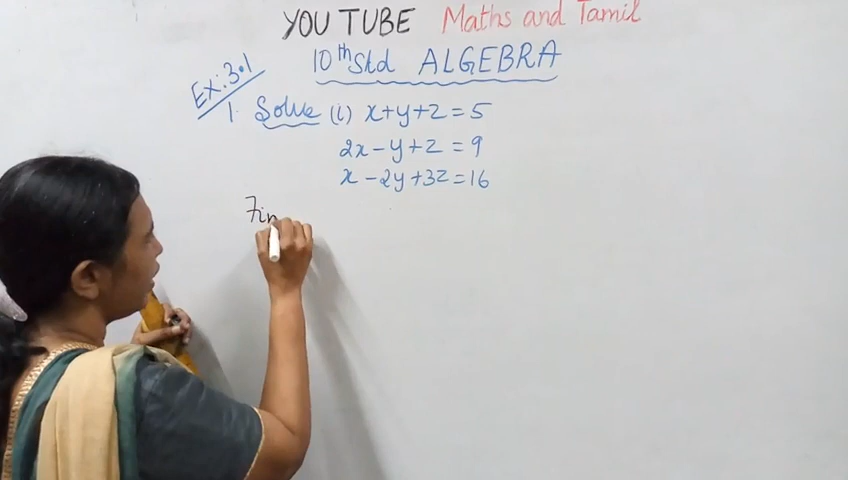 YOU TUBE Maths and Tamil
10th Std ALGEBRA
Ex: 3.1
1. Solve (i) x+y+z = 5
2x - y + z = 9
x - 2y + 3z = 16
Fin